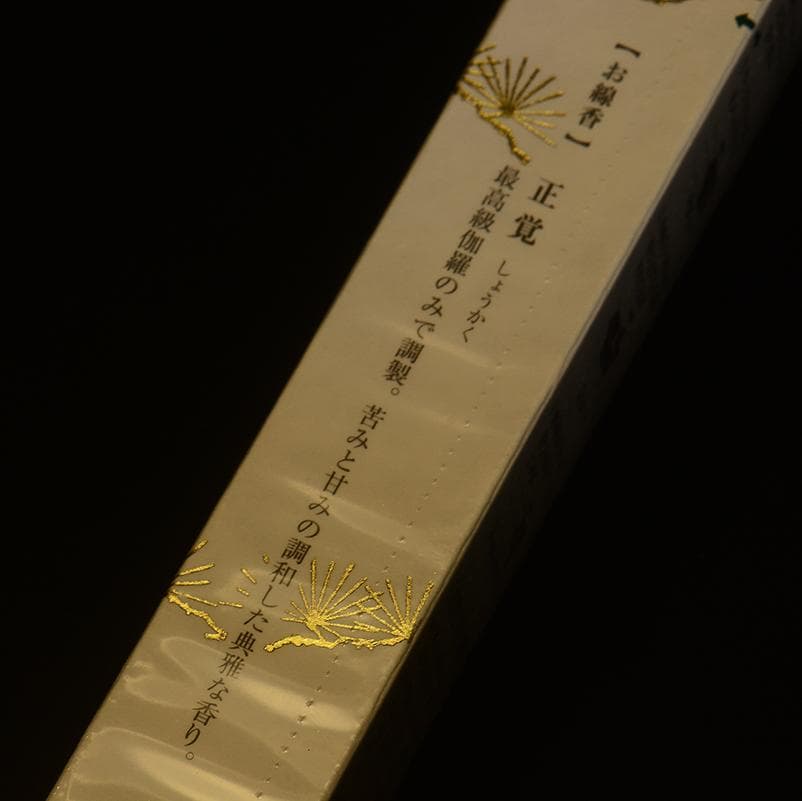 【お線香】
正覚 しょうかく
最高級伽羅のみで調製。苦みと甘みの調和した典雅な香り。